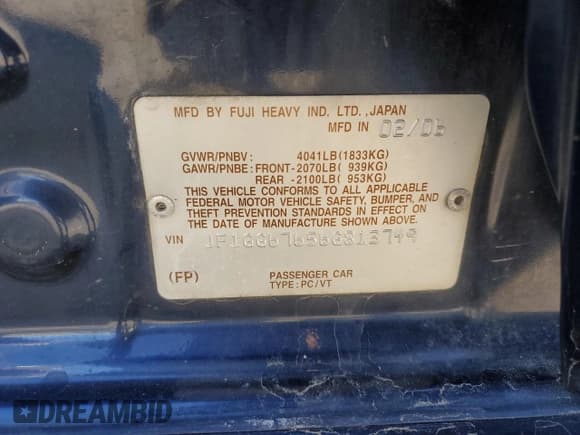 MFD BY FUJI HEAVY IND. LTD.,JAPAN
MFD IN 02/06
GVWR/PNBV: 4041LB(1833KG)
GAWR/PNBE: FRONT-2070LB( 939KG)
REAR -2100LB( 953KG)
THIS VEHICLE CONFORMS TO ALL APPLICABLE
FEDERAL MOTOR VEHICLE SAFETY, BUMPER, AND
THEFT PREVENTION STANDARDS IN EFFECT ON
THE DATE OF MANUFACTURE SHOWN ABOVE.
VIN
(FP) PASSENGER CAR
TYPE:PC/VT
DREAMBID